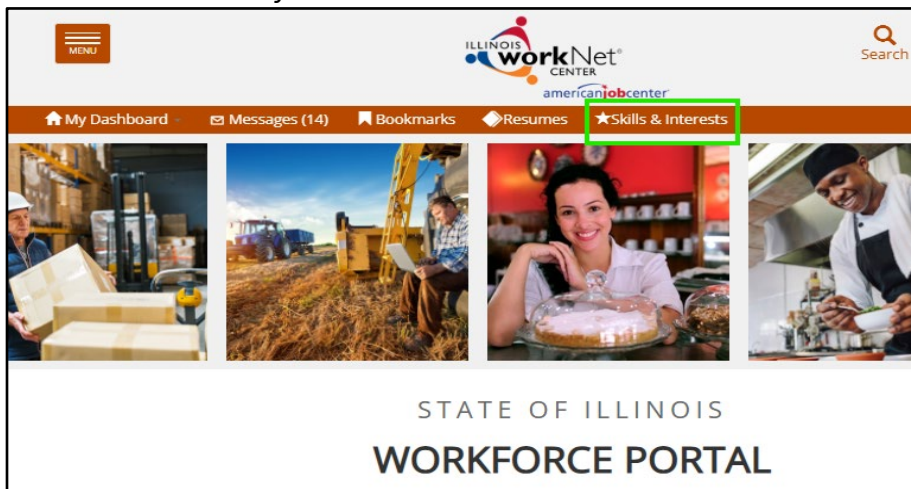 MENU
ILLINOIS
workNet®
CENTER
americanjobcenter
Search
My Dashboard
Messages (14)
Bookmarks
Resumes
Skills & Interests
STATE OF ILLINOIS
WORKFORCE PORTAL